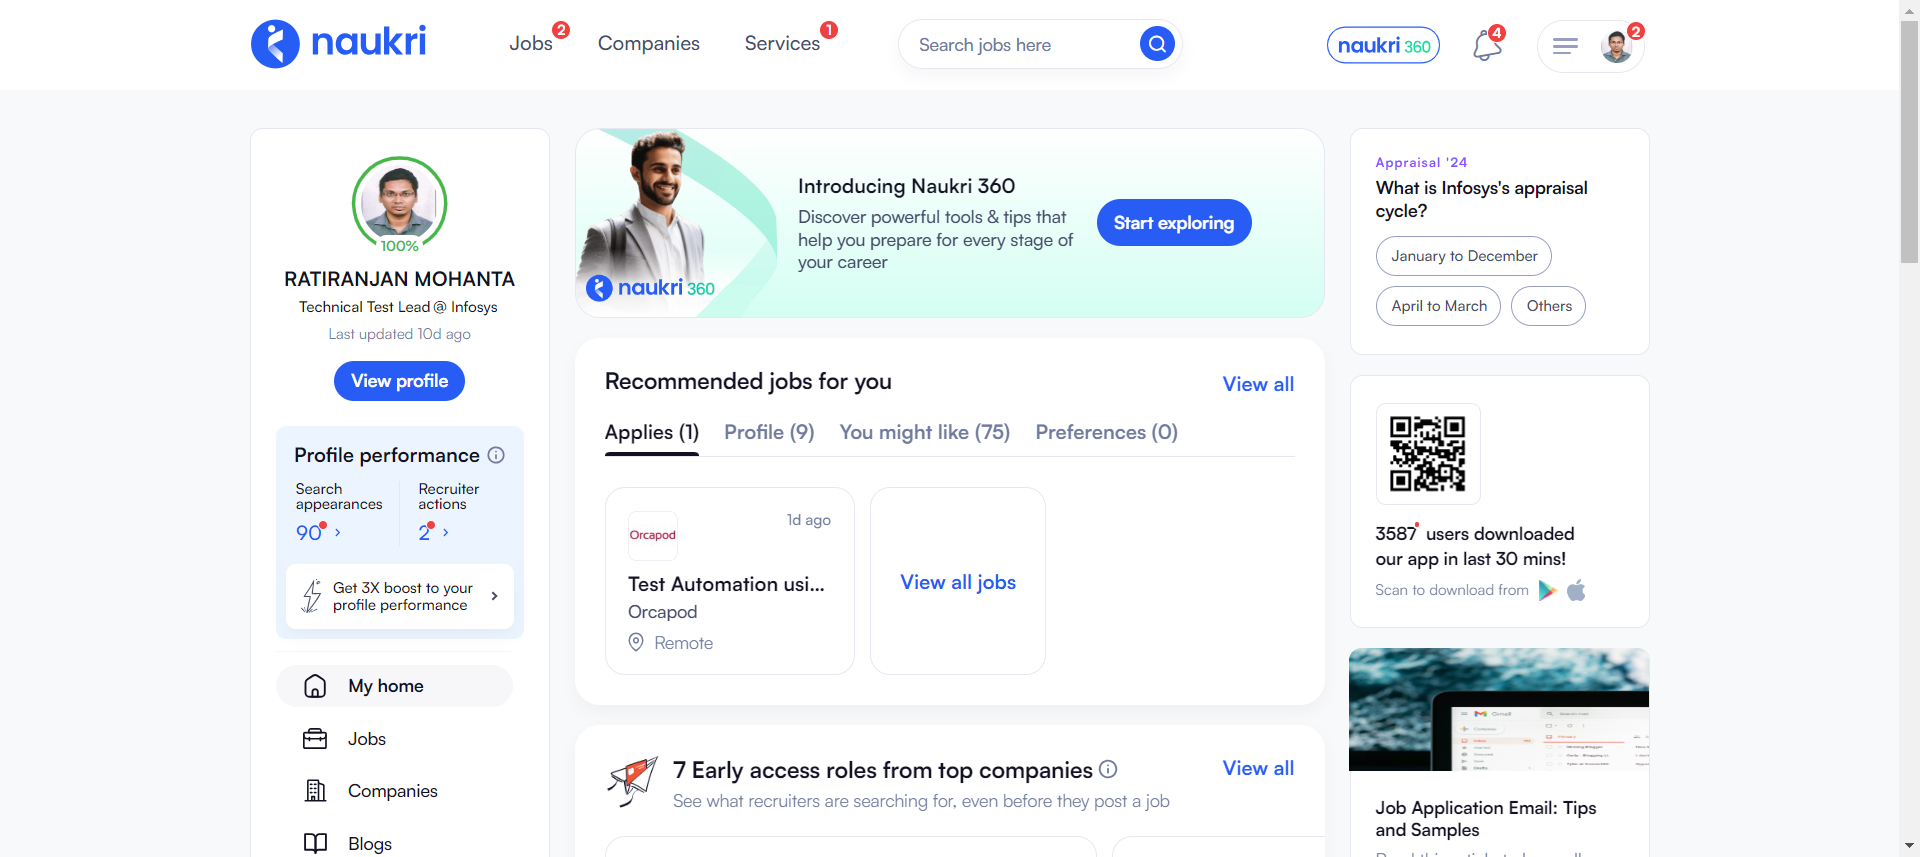 naukri
Jobs
2
Companies
Services
1
Search jobs here
naukri 360
4
2
100%
RATIRANJAN MOHANTA
Technical Test Lead @ Infosys
Last updated 10d ago
View profile
Profile performance
Search appearances
90
Recruiter actions
2
Get 3X boost to your
profile performance
My home
Jobs
Companies
Blogs
Introducing Naukri 360
Discover powerful tools & tips that
help you prepare for every stage of
your career
Start exploring
naukri 360
Recommended jobs for you
View all
Applies (1)
Profile (9)
You might like (75)
Preferences (0)
Orcapod
1d ago
Test Automation usi...
Orcapod
Remote
View all jobs
7 Early access roles from top companies
View all
See what recruiters are searching for, even before they post a job
Appraisal '24
What is Infosys's appraisal
cycle?
January to December
April to March
Others
3587 users downloaded
our app in last 30 mins!
Scan to download from
Gmail
Compose
Job Application Email: Tips
and Samples